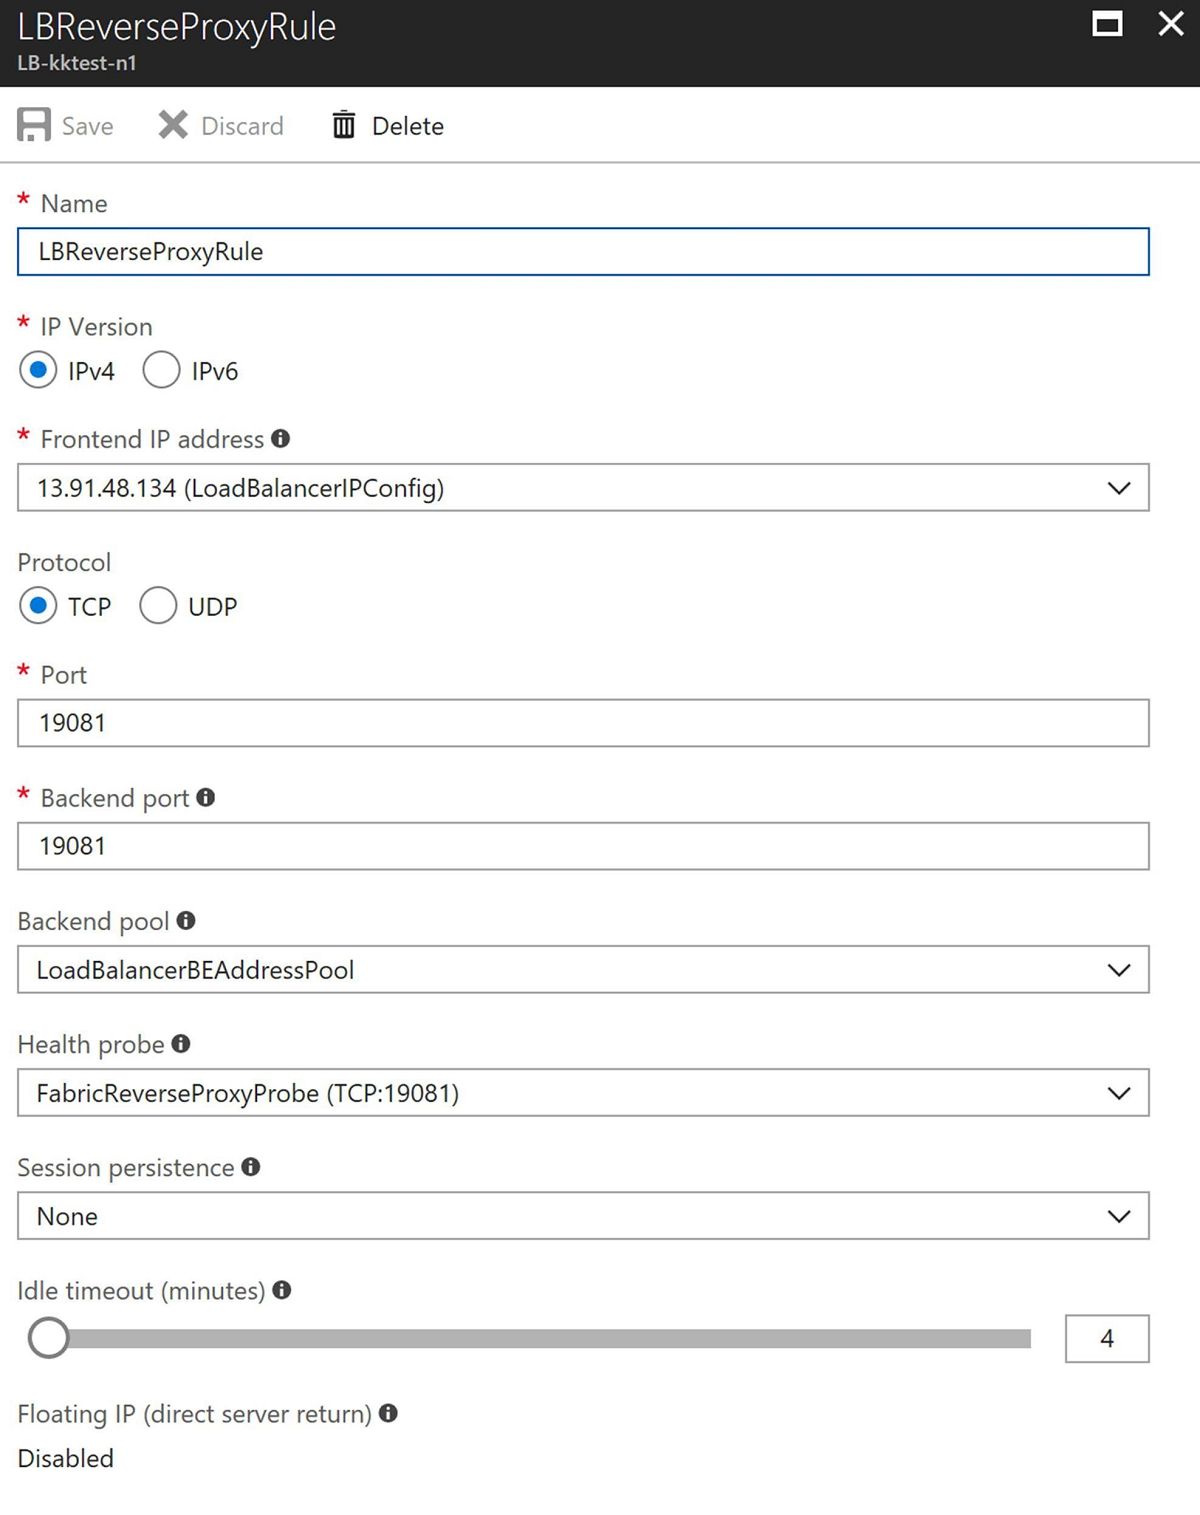 LBReverseProxyRule
LB-kktest-n1
Save Discard Delete
* Name
LBReverseProxyRule
* IP Version
IPv4 IPv6
* Frontend IP address
13.91.48.134 (LoadBalancerIPConfig)
Protocol
TCP UDP
* Port
19081
* Backend port
19081
Backend pool
LoadBalancerBEAddressPool
Health probe
FabricReverseProxyProbe (TCP:19081)
Session persistence
None
Idle timeout (minutes)
4
Floating IP (direct server return)
Disabled